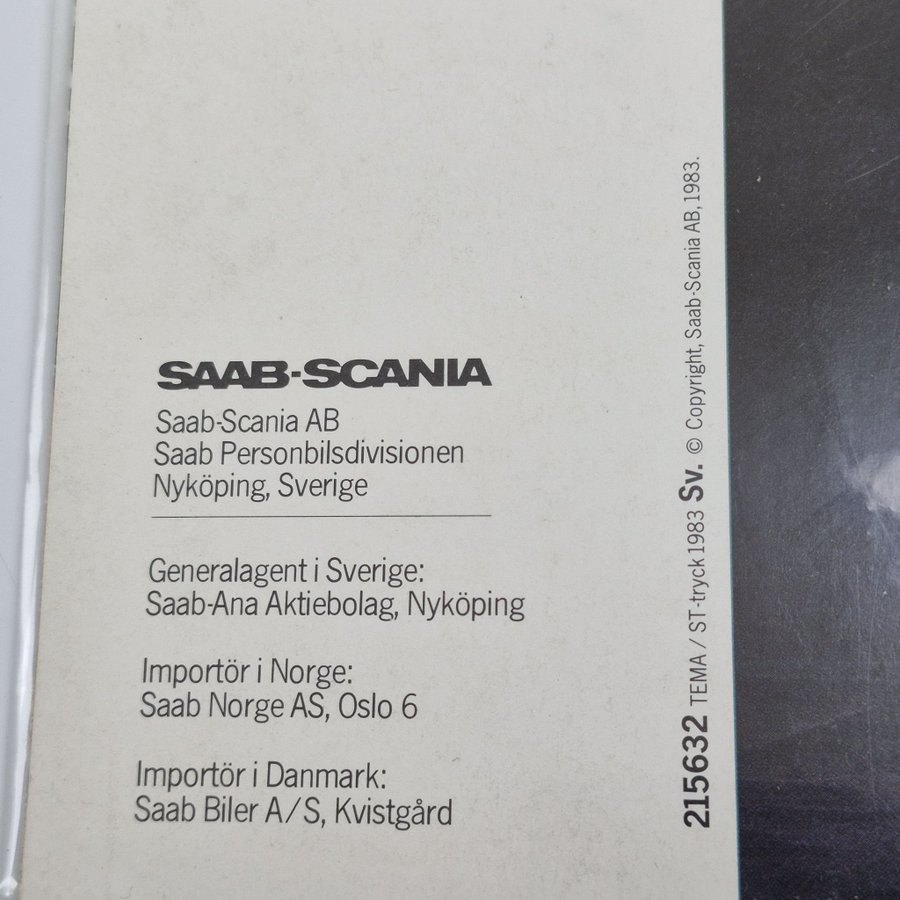 SAAB-SCANIA
Saab-Scania AB
Saab Personbilsdivisionen
Nyköping, Sverige
Generalagent i Sverige:
Saab-Ana Aktiebolag, Nyköping
Importör i Norge:
Saab Norge AS, Oslo 6
Importör i Danmark:
Saab Biler A/S, Kvistgård
215632 TEMA / ST-tryck 1983 Sv. © Copyright, Saab-Scania AB, 1983.